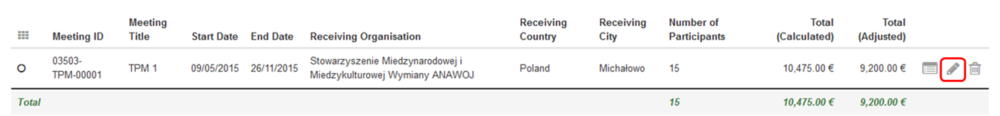 Meeting ID Meeting Title Start Date End Date Receiving Organisation Receiving Country Receiving City Number of Participants Total (Calculated) Total (Adjusted)
03503-TPM-00001 TPM 1 09/05/2015 26/11/2015 Stowarzyszenie Miedzynarodowej i Miedzykulturowej Wymiany ANAWOJ Poland Michałowo 15 10,475.00 € 9,200.00 €
Total 15 10,475.00 € 9,200.00 €